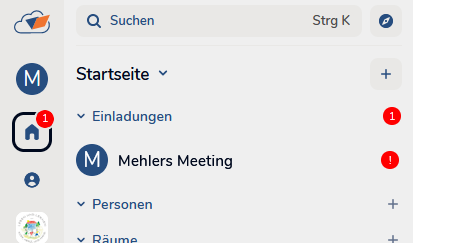 Suchen Strg K
M
Startseite
1
Einladungen 1
M Mehlers Meeting !
Personen
Räume